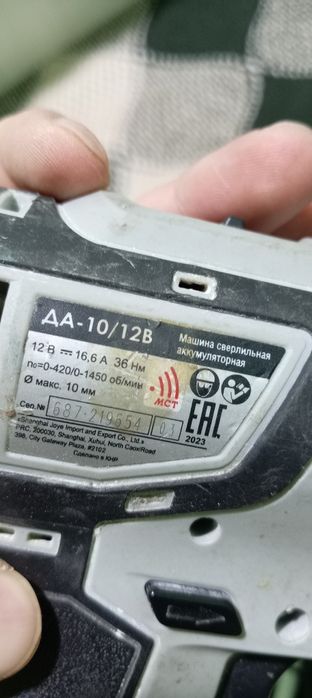 ДА-10/12В
Машина сверлильная
аккумуляторная
12 В ⎓ 16,6 А 36 Нм
n₀=0-420/0-1450 об/мин
Ø макс. 10 мм
МСТ
Сеп.№ 687-219554 03
EAC
2023
«Shanghai Joye Import and Export Co., Ltd.»
PRC, 200030, Shanghai, Xuhui, North Caoxi Road
398, City Gateway Plaza, #2102
Сделано в КНР